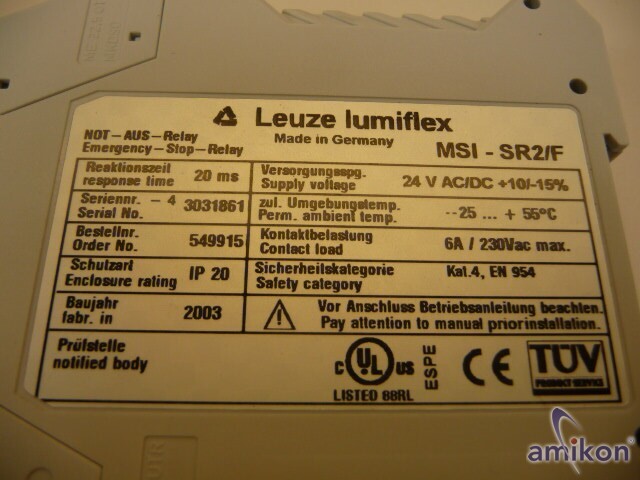 Leuze lumiflex
Made in Germany
NOT-AUS-Relay
Emergency-Stop-Relay
MSI - SR2/F
Reaktionszeit
response time
20 ms
Versorgungsspg.
Supply voltage
24 V AC/DC +10/-15%
Seriennr. - 4
Serial No.
3031861
zul. Umgebungstemp.
Perm. ambient temp.
--25 ... + 55°C
Bestellnr.
Order No.
549915
Kontaktbelastung
Contact load
6A / 230Vac max.
Schutzart
Enclosure rating
IP 20
Sicherheitskategorie
Safety category
Kat.4, EN 954
Baujahr
fabr. in
2003
Vor Anschluss Betriebsanleitung beachten.
Pay attention to manual priorinstallation.
Prüfstelle
notified body
c UL us
LISTED 88RL
ESPE
CE
TÜV
PRODUCT SERVICE
amikon